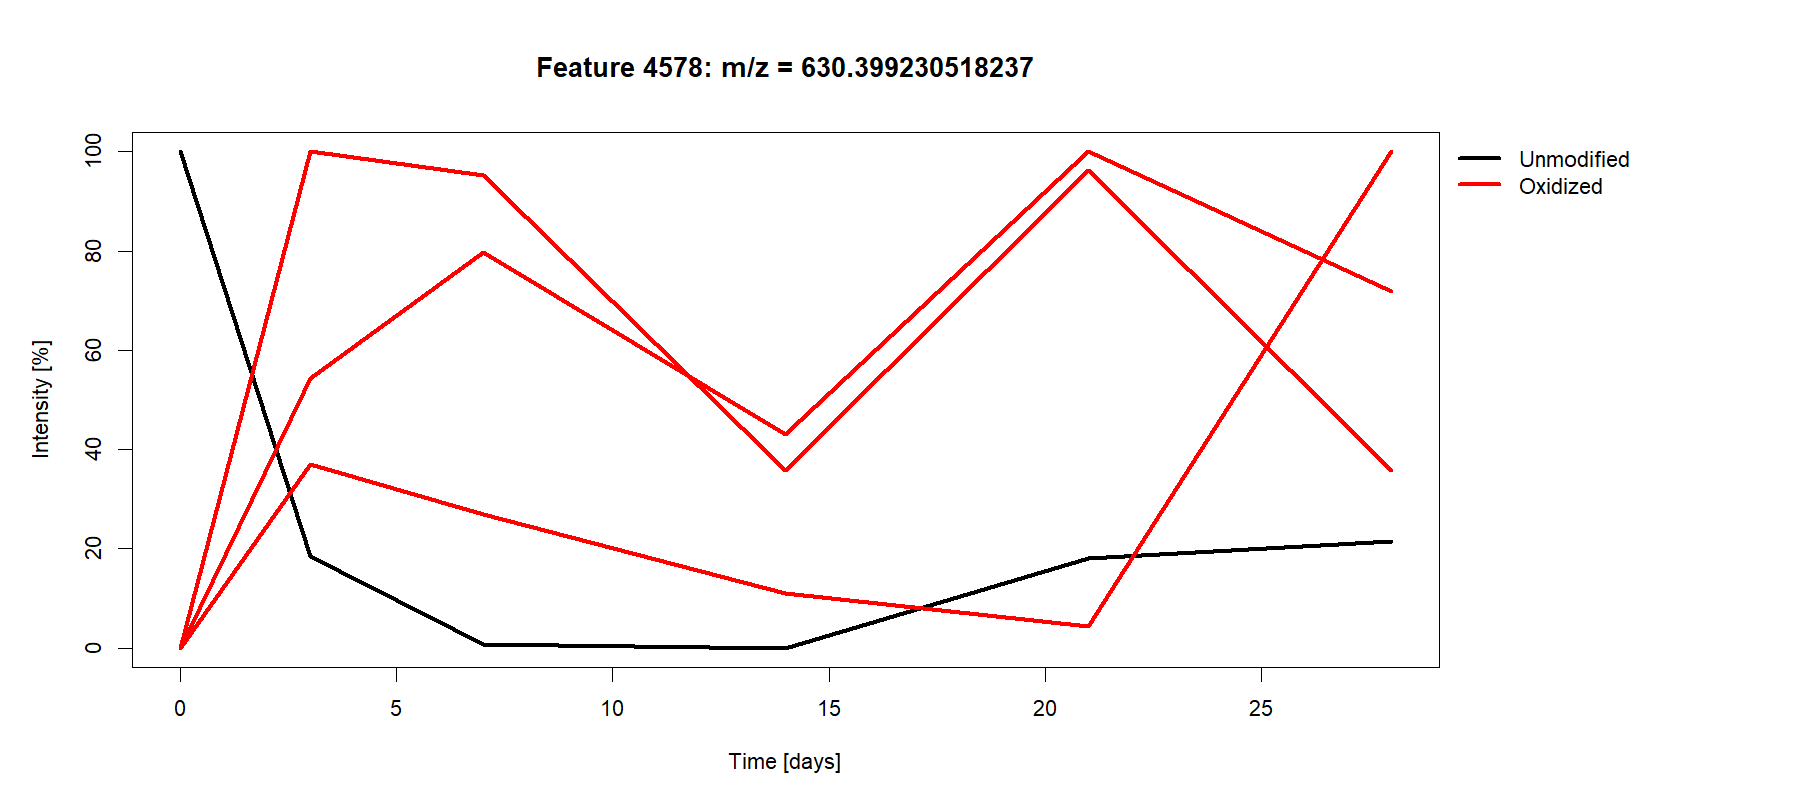 Feature 4578: m/z = 630.399230518237
Unmodified
Oxidized
Intensity [%]
100
80
60
40
20
0
0 5 10 15 20 25
Time [days]